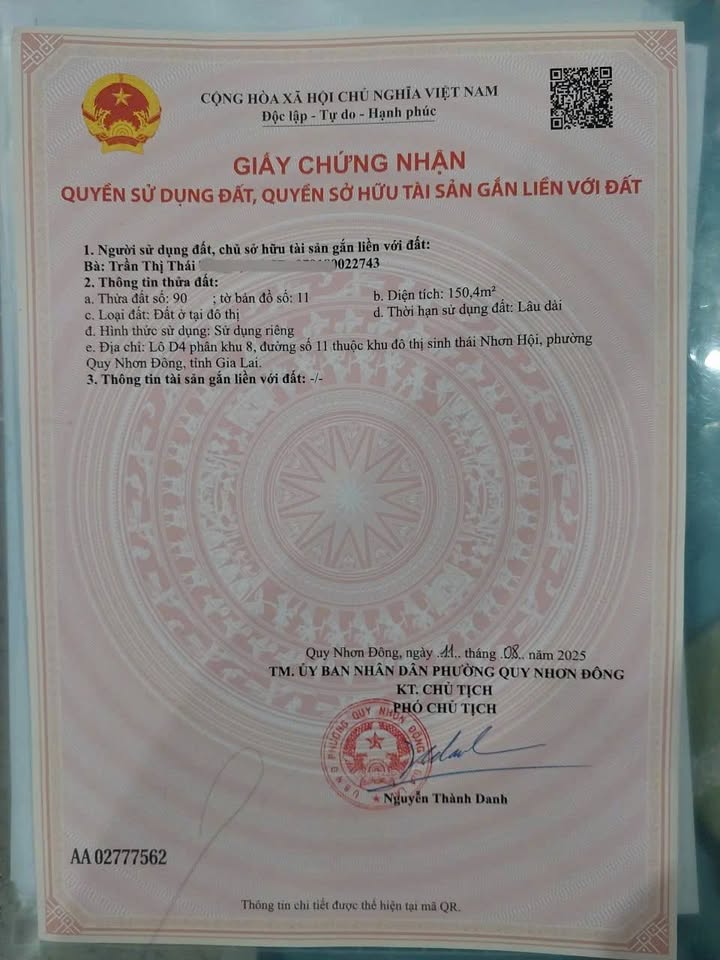 CỘNG HÒA XÃ HỘI CHỦ NGHĨA VIỆT NAM
Độc lập - Tự do - Hạnh phúc
GIẤY CHỨNG NHẬN
QUYỀN SỬ DỤNG ĐẤT, QUYỀN SỞ HỮU TÀI SẢN GẮN LIỀN VỚI ĐẤT
1. Người sử dụng đất, chủ sở hữu tài sản gắn liền với đất:
Bà: Trần Thị Thái 0022743
2. Thông tin thửa đất:
a. Thửa đất số: 90 ; tờ bản đồ số: 11 b. Diện tích: 150,4m²
c. Loại đất: Đất ở tại đô thị d. Thời hạn sử dụng đất: Lâu dài
đ. Hình thức sử dụng: Sử dụng riêng
e. Địa chỉ: Lô D4 phân khu 8, đường số 11 thuộc khu đô thị sinh thái Nhơn Hội, phường
Quy Nhơn Đông, tỉnh Gia Lai.
3. Thông tin tài sản gắn liền với đất: -/-
Quy Nhơn Đông, ngày .11.. tháng .08.. năm 2025
TM. ỦY BAN NHÂN DÂN PHƯỜNG QUY NHƠN ĐÔNG
KT. CHỦ TỊCH
PHÓ CHỦ TỊCH
U.B.N.D PHƯỜNG QUY NHƠN ĐÔNG
Nguyễn Thành Danh
AA 02777562
Thông tin chi tiết được thể hiện tại mã QR.